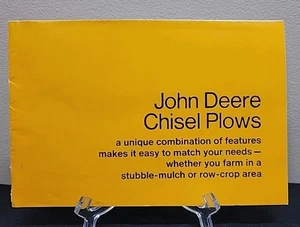 John Deere
Chisel Plows
a unique combination of features
makes it easy to match your needs—
whether you farm in a
stubble-mulch or row-crop area